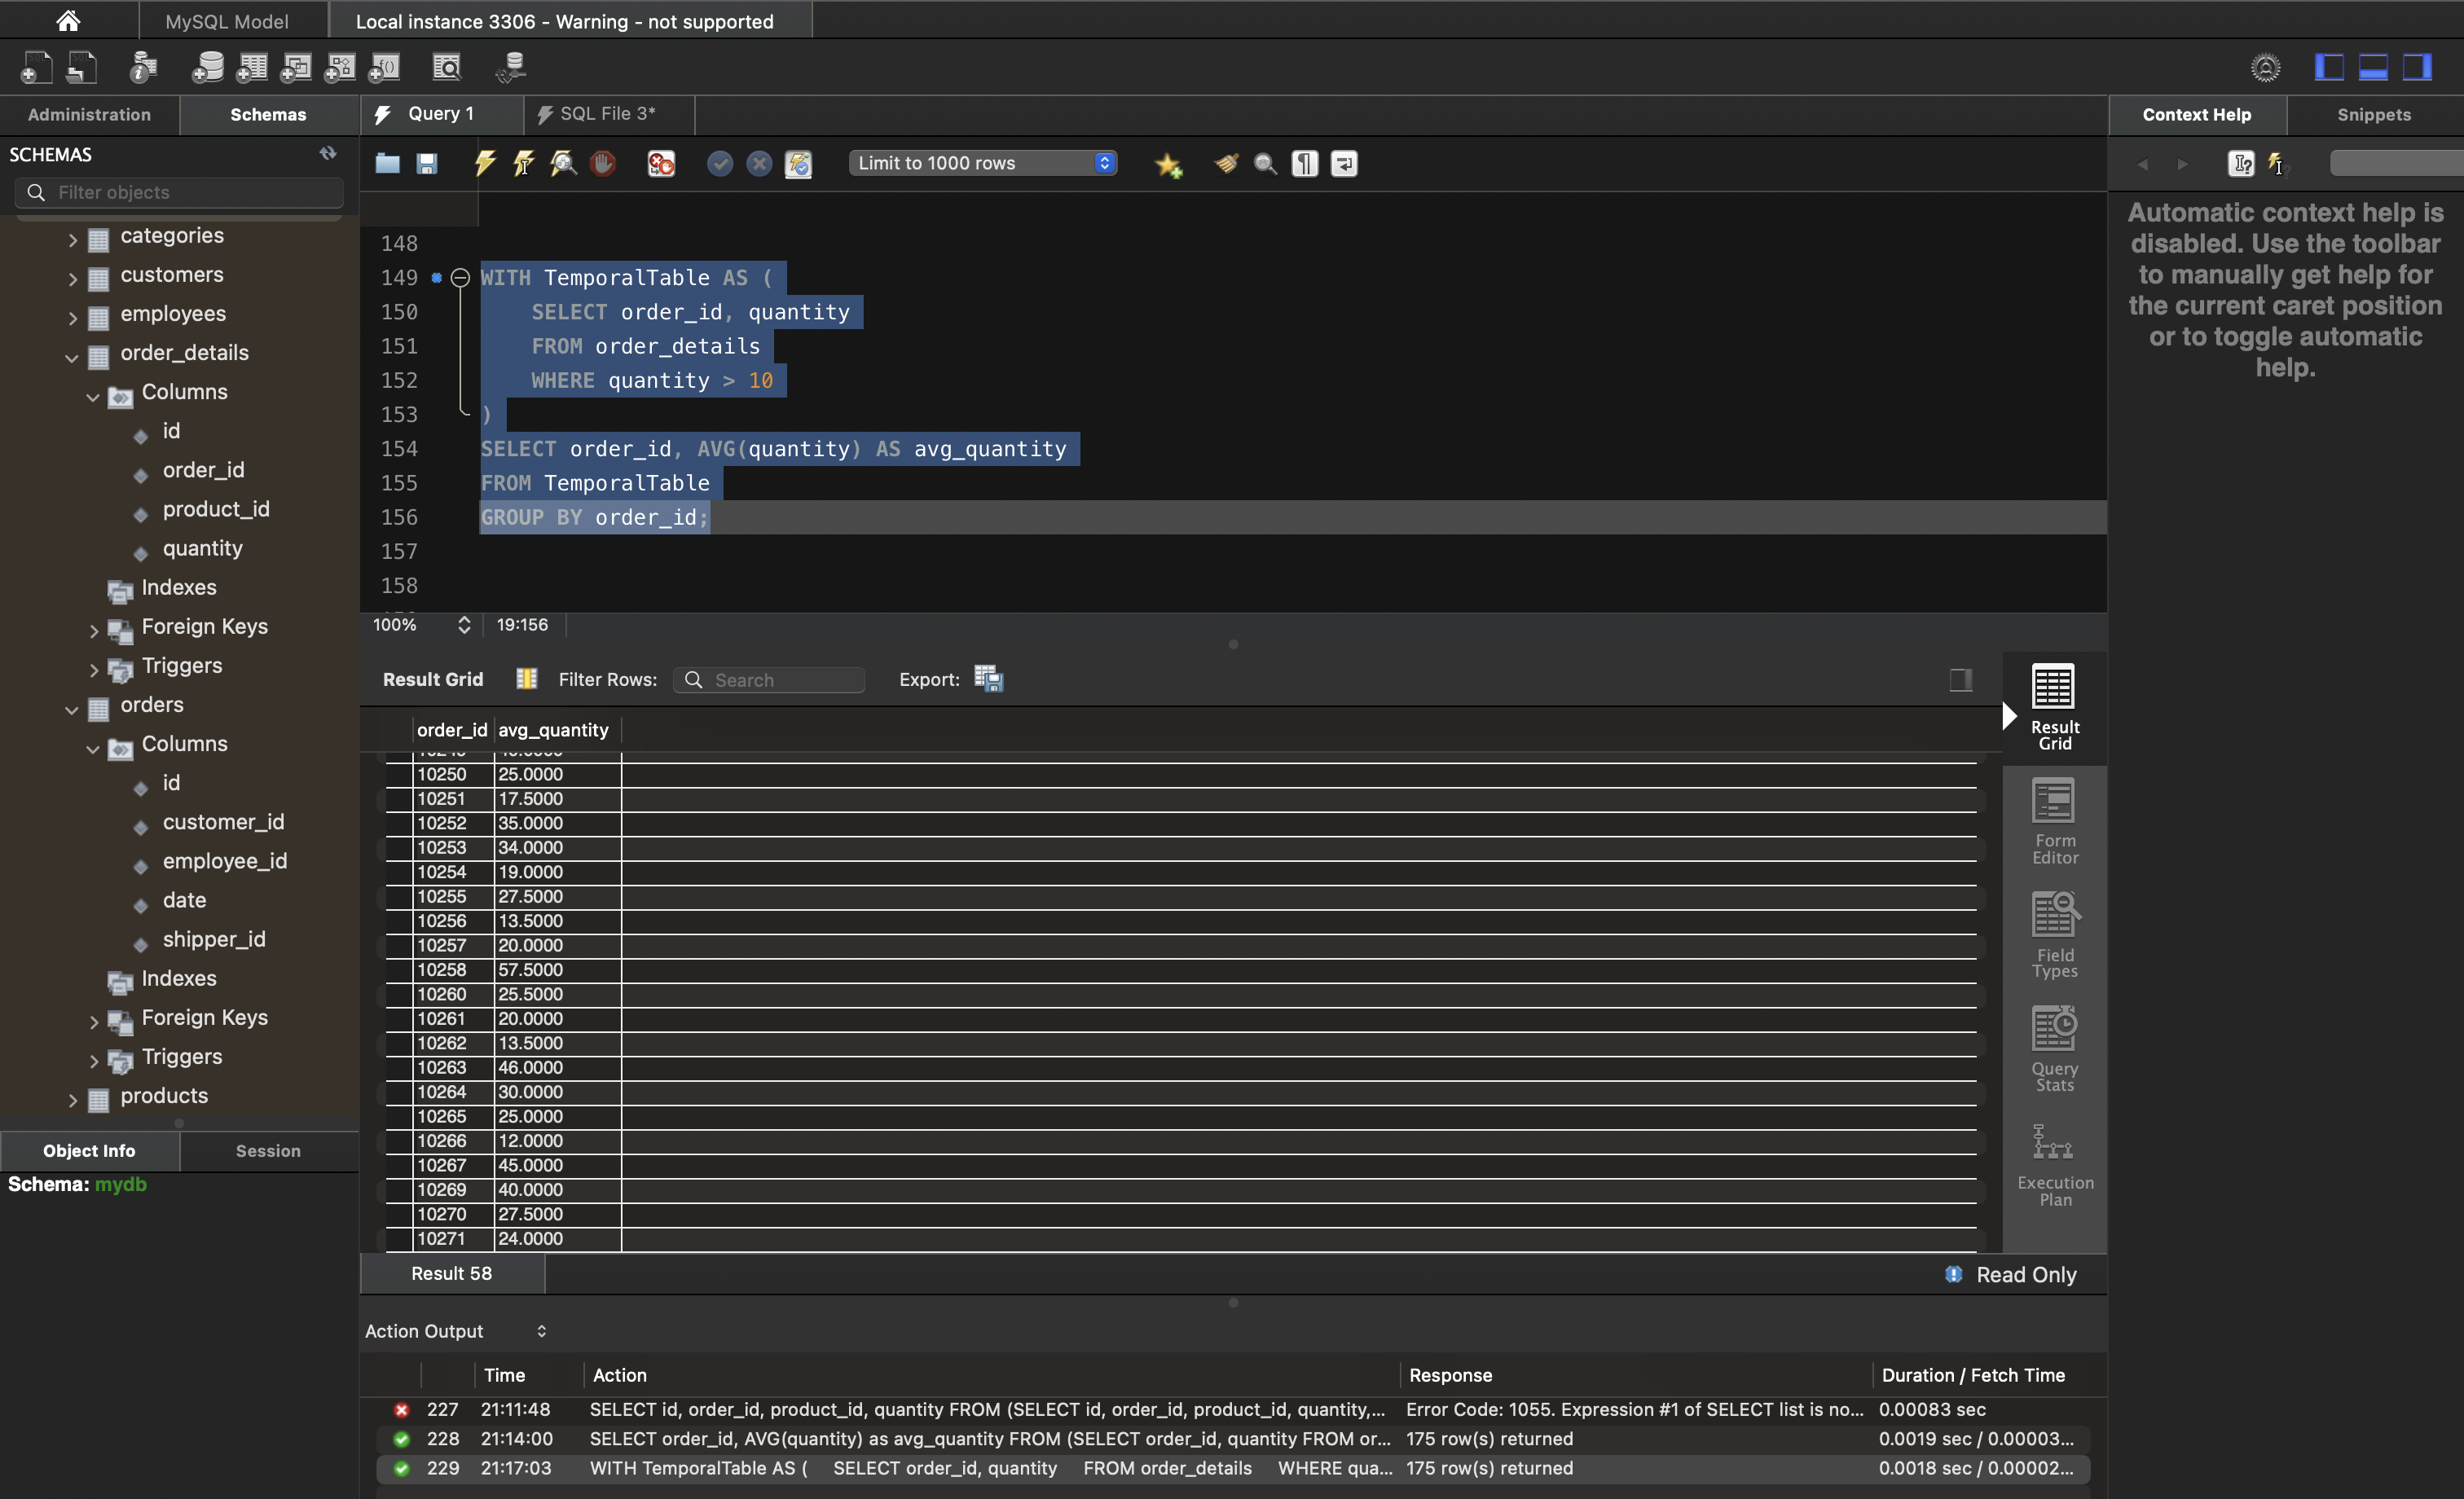 MySQL Model
Local instance 3306 - Warning - not supported
Administration
Schemas
Query 1
SQL File 3*
Context Help
Snippets
SCHEMAS
Filter objects
Limit to 1000 rows
categories
customers
employees
order_details
Columns
id
order_id
product_id
quantity
Indexes
Foreign Keys
Triggers
orders
Columns
id
customer_id
employee_id
date
shipper_id
Indexes
Foreign Keys
Triggers
products
Object Info
Session
Schema: mydb
148
149 WITH TemporalTable AS (
150 SELECT order_id, quantity
151 FROM order_details
152 WHERE quantity > 10
153 )
154 SELECT order_id, AVG(quantity) AS avg_quantity
155 FROM TemporalTable
156 GROUP BY order_id;
157
158
100%
19:156
Automatic context help is
disabled. Use the toolbar
to manually get help for
the current caret position
or to toggle automatic
help.
Result Grid
Filter Rows:
Search
Export:
order_id avg_quantity
10250 25.0000
10251 17.5000
10252 35.0000
10253 34.0000
10254 19.0000
10255 27.5000
10256 13.5000
10257 20.0000
10258 57.5000
10260 25.5000
10261 20.0000
10262 13.5000
10263 46.0000
10264 30.0000
10265 25.0000
10266 12.0000
10267 45.0000
10269 40.0000
10270 27.5000
10271 24.0000
Result
Grid
Form
Editor
Field
Types
Query
Stats
Execution
Plan
Result 58
Read Only
Action Output
Time Action Response Duration / Fetch Time
227 21:11:48 SELECT id, order_id, product_id, quantity FROM (SELECT id, order_id, product_id, quantity,... Error Code: 1055. Expression #1 of SELECT list is no... 0.00083 sec
228 21:14:00 SELECT order_id, AVG(quantity) as avg_quantity FROM (SELECT order_id, quantity FROM or... 175 row(s) returned 0.0019 sec / 0.00003...
229 21:17:03 WITH TemporalTable AS ( SELECT order_id, quantity FROM order_details WHERE qua... 175 row(s) returned 0.0018 sec / 0.00002...